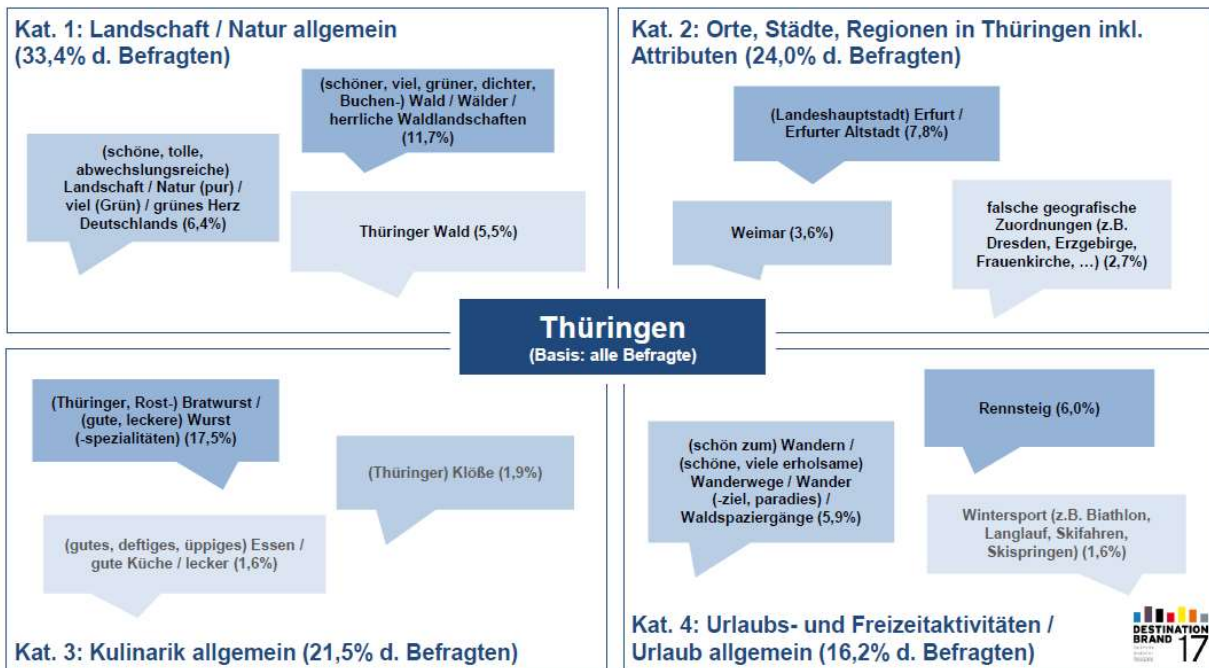 Kat. 1: Landschaft / Natur allgemein
(33,4% d. Befragten)
(schöner, viel, grüner, dichter,
Buchen-) Wald / Wälder /
herrliche Waldlandschaften
(11,7%)
(schöne, tolle,
abwechslungsreiche)
Landschaft / Natur (pur) /
viel (Grün) / grünes Herz
Deutschlands (6,4%)
Thüringer Wald (5,5%)
Kat. 2: Orte, Städte, Regionen in Thüringen inkl.
Attributen (24,0% d. Befragten)
(Landeshauptstadt) Erfurt /
Erfurter Altstadt (7,8%)
Weimar (3,6%)
falsche geografische
Zuordnungen (z.B.
Dresden, Erzgebirge,
Frauenkirche, …) (2,7%)
Thüringen
(Basis: alle Befragte)
(Thüringer, Rost-) Bratwurst /
(gute, leckere) Wurst
(-spezialitäten) (17,5%)
(Thüringer) Klöße (1,9%)
(gutes, deftiges, üppiges) Essen /
gute Küche / lecker (1,6%)
Kat. 3: Kulinarik allgemein (21,5% d. Befragten)
Rennsteig (6,0%)
(schön zum) Wandern /
(schöne, viele erholsame)
Wanderwege / Wander
(-ziel, paradies) /
Waldspaziergänge (5,9%)
Wintersport (z.B. Biathlon,
Langlauf, Skifahren,
Skispringen) (1,6%)
Kat. 4: Urlaubs- und Freizeitaktivitäten /
Urlaub allgemein (16,2% d. Befragten)
DESTINATION
BRAND 17